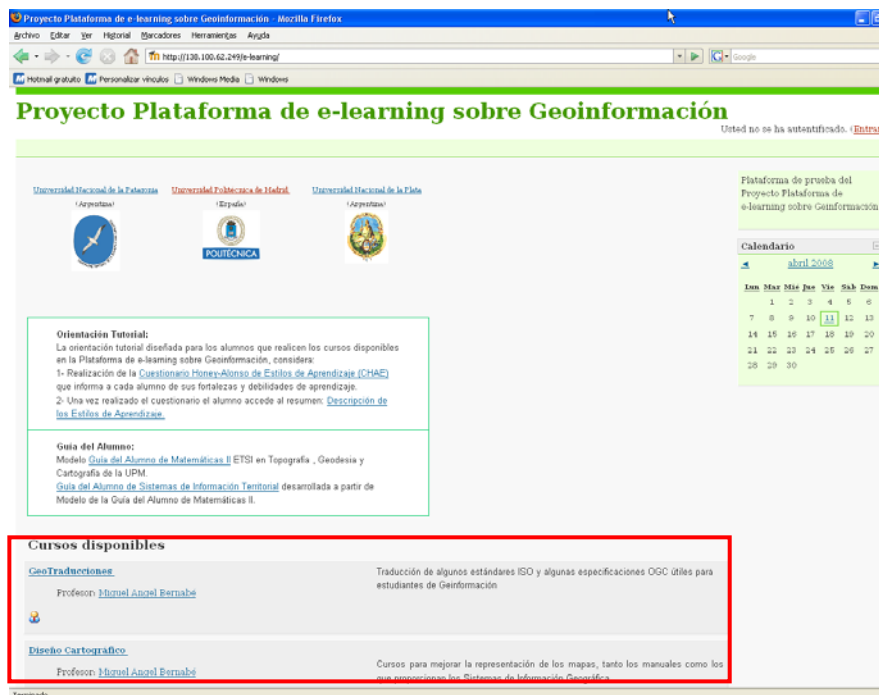 Proyecto Plataforma de e-learning sobre Geoinformación - Mozilla Firefox
Archivo Editar Ver Historial Marcadores Herramientas Ayuda
http://138.100.62.249/e-learning/
Google
Hotmail gratuito Personalizar vínculos Windows Media Windows
Proyecto Plataforma de e-learning sobre Geoinformación
Usted no se ha autentificado. (Entrar
Universidad Nacional de la Patagonia Universidad Politecnica de Madrid Universidad Nacional de la Plata
(Argentina) (España) (Argentina)
POLITÉCNICA
Orientación Tutorial:
La orientación tutorial diseñada para los alumnos que realicen los cursos disponibles
en la Plataforma de e-learning sobre Geoinformación, considera:
1- Realización de la Cuestionario Honey-Alonso de Estilos de Aprendizaje (CHAE)
que informa a cada alumno de sus fortalezas y debilidades de aprendizaje.
2- Una vez realizado el cuestionario el alumno accede al resumen: Descripción de
los Estilos de Aprendizaje.
Guía del Alumno:
Modelo Guía del Alumno de Matemáticas II ETSI en Topografía , Geodesia y
Cartografía de la UPM.
Guía del Alumno de Sistemas de Información Territorial desarrollada a partir de
Modelo de la Guía del Alumno de Matemáticas II.
Plataforma de prueba del
Proyecto Plataforma de
e-learning sobre Geinformación
Calendario
abril 2008
Lun Mar Mié Jue Vie Sab Dom
1 2 3 4 5 6
7 8 9 10 11 12 13
14 15 16 17 18 19 20
21 22 23 24 25 26 27
28 29 30
Cursos disponibles
GeoTraducciones
Profesor: Miguel Angel Bernabé
Traducción de algunos estándares ISO y algunas especificaciones OGC útiles para
estudiantes de Geinformación
Diseño Cartográfico
Profesor: Miguel Angel Bernabé
Cursos para mejorar la representación de los mapas, tanto los manuales como los
que proporcionan los Sistemas de Información Geográfica